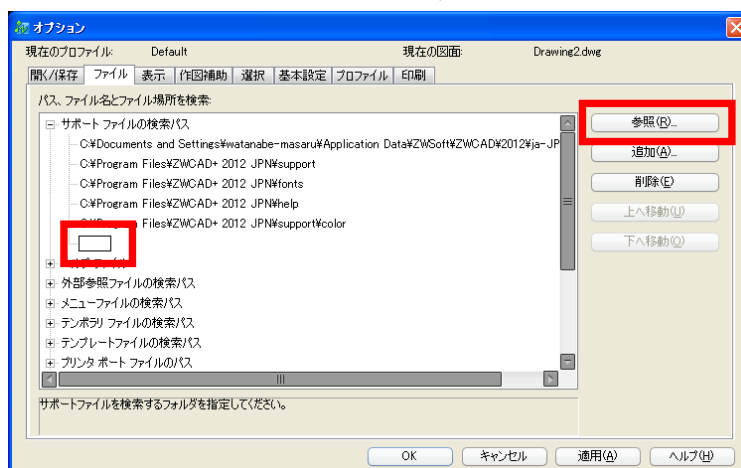 オプション
現在のプロファイル: Default 現在の図面: Drawing2.dwg
開く/保存 ファイル 表示 作図補助 選択 基本設定 プロファイル 印刷
パス、ファイル名とファイル場所を検索:
サポート ファイルの検索パス
C:¥Documents and Settings¥watanabe-masaru¥Application Data¥ZWSoft¥ZWCAD¥2012¥ja-JP
C:¥Program Files¥ZWCAD+ 2012 JPN¥support
C:¥Program Files¥ZWCAD+ 2012 JPN¥fonts
C:¥Program Files¥ZWCAD+ 2012 JPN¥help
C:¥Program Files¥ZWCAD+ 2012 JPN¥support¥color
外部参照ファイルの検索パス
メニューファイルの検索パス
テンポラリ ファイルの検索パス
テンプレートファイルの検索パス
プリンタ ポート ファイルのパス
参照(R)...
追加(A)...
削除(E)
上へ移動(U)
下へ移動(O)
サポートファイルを検索するフォルダを指定してください。
OK キャンセル 適用(A) ヘルプ(H)